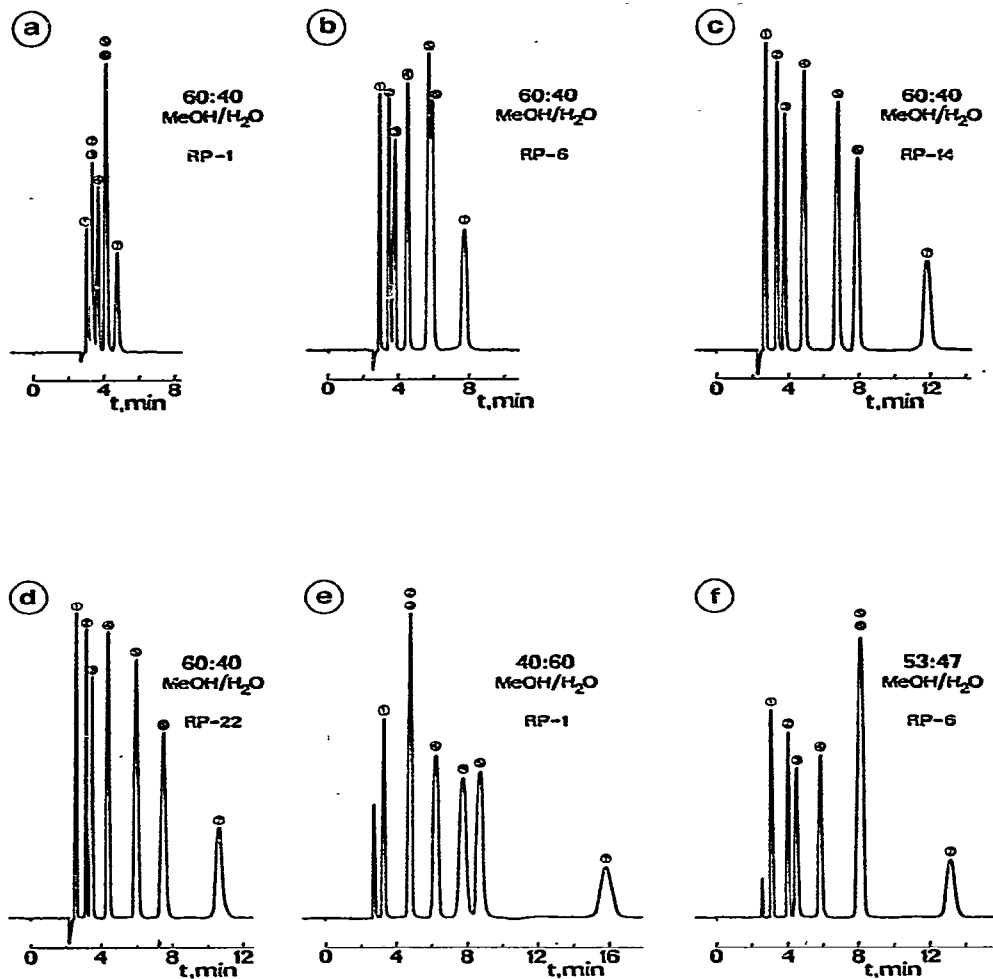 a
60:40
MeOH/H₂O
RP-1
0 4 8
t,min
b
60:40
MeOH/H₂O
RP-6
0 4 8
t,min
c
60:40
MeOH/H₂O
RP-14
0 4 8 12
t,min
d
60:40
MeOH/H₂O
RP-22
0 4 8 12
t,min
e
40:60
MeOH/H₂O
RP-1
0 4 8 16
t,min
f
53:47
MeOH/H₂O
RP-6
0 4 8 12
t,min